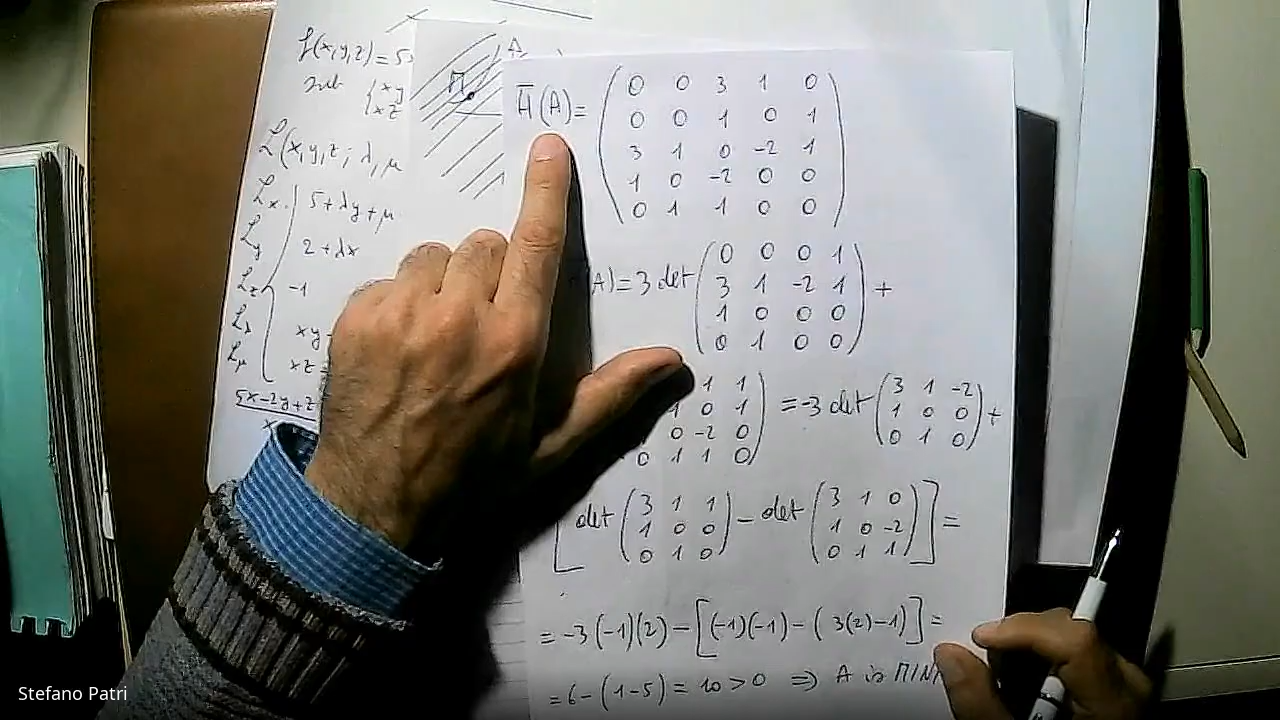 f(x,y,z)=5x
sub { xy
xz
L(x,y,z; λ,μ
Lx 5+λy+μ
Ly 2+λx
Lz -1
Lλ xy-
Lμ xz=
5x-2y+z
x
A
H̅(A)= ( 0 0 3 1 0
0 0 1 0 1
3 1 0 -2 1
1 0 -2 0 0
0 1 1 0 0 )
A)=3 det ( 0 0 0 1
3 1 -2 1
1 0 0 0
0 1 0 0 ) +
1 1
1 0 1
0 -2 0
0 1 1 0 ) =-3 det ( 3 1 -2
1 0 0
0 1 0 ) +
[ det ( 3 1 1
1 0 0
0 1 0 ) - det ( 3 1 0
1 0 -2
0 1 1 ) ] =
= -3(-1)(2) - [(-1)(-1) - ( 3(2)-1)] =
= 6-(1-5) = 10 > 0 ⇒ A is MIN
Stefano Patri